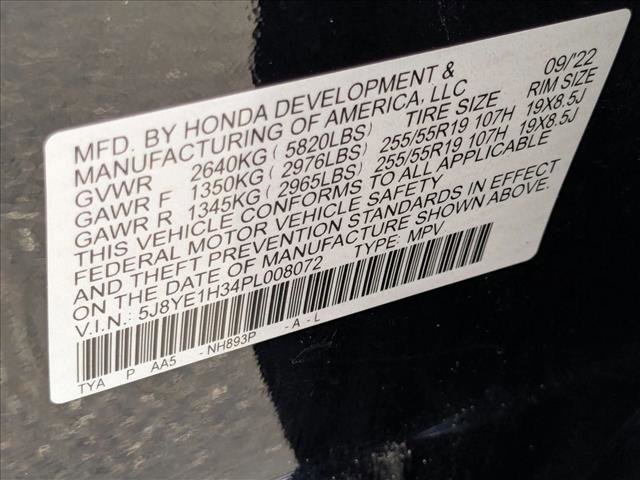 MFD. BY HONDA DEVELOPMENT & 09/'22
MANUFACTURING OF AMERICA, LLC
GVWR 2640KG (5820LBS) TIRE SIZE RIM SIZE
GAWR F 1350KG (2976LBS) 255/55R19 107H 19X8.5J
GAWR R 1345KG (2965LBS) 255/55R19 107H 19X8.5J
THIS VEHICLE CONFORMS TO ALL APPLICABLE
FEDERAL MOTOR VEHICLE SAFETY
AND THEFT PREVENTION STANDARDS IN EFFECT
ON THE DATE OF MANUFACTURE SHOWN ABOVE.
V.I.N.: 5J8YE1H34PL008072 TYPE: MPV
TYA P AA5 -NH893P -A-L